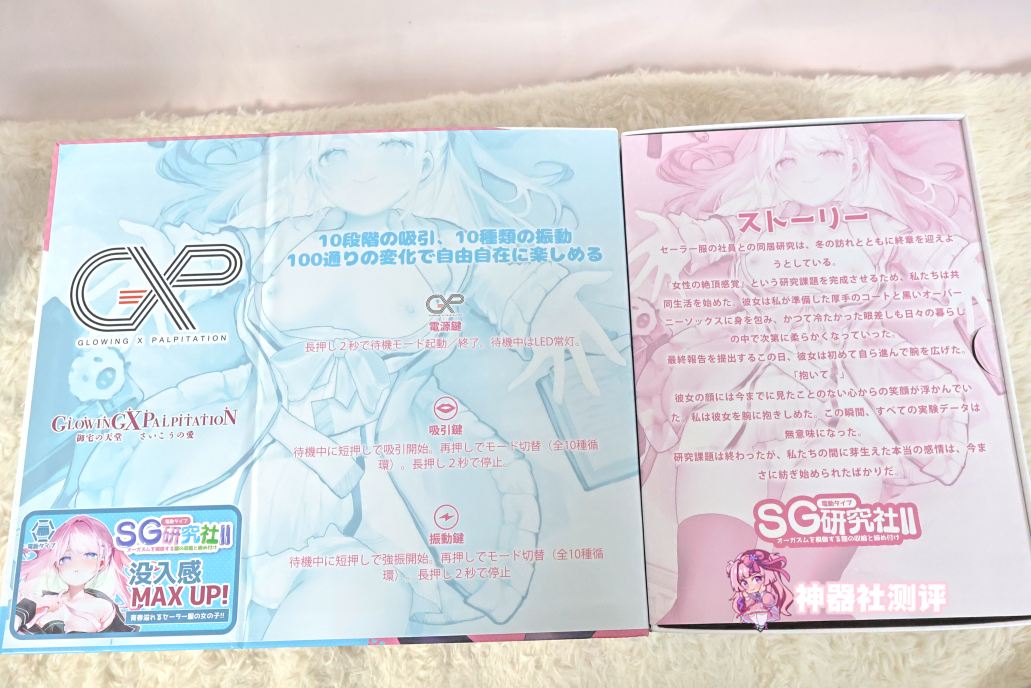 GXP
GLOWING X PALPITATION
GLOWINGGXPALPITATION
御宅の天堂 さいこうの愛
電動タイプ
電動タイプ
SG研究社II
没入感
MAX UP!
青春溢れるセーラー服の女の子!!
10段階の吸引、10種類の振動
100通りの変化で自由自在に楽しめる
GXP
電源鍵
長押し2秒で待機モード起動／終了。待機中はLED常灯。
吸引鍵
待機中に短押しで吸引開始。再押しでモード切替（全10種循
環）。長押し2秒で停止。
振動鍵
待機中に短押しで強振開始。再押しでモード切替（全10種循
環）。長押し2秒で停止
ストーリー
セーラー服の社員との同居研究は、冬の訪れとともに終章を迎えよ
うとしている。
『女性の絶頂感覚』という研究課題を完成させるため、私たちは共
同生活を始めた。彼女は私が準備した厚手のコートと黒いオーバー
ニーソックスに身を包み、かつて冷たかった眼差しも日々の暮らし
の中で次第に柔らかくなっていった。
最終報告を提出するこの日、彼女は初めて自ら進んで腕を広げた。
「抱いて…」
彼女の顔には今までに見たことのない心からの笑顔が浮かんでい
た。私は彼女を腕に抱きしめた。この瞬間、すべての実験データは
無意味になった。
研究課題は終わったが、私たちの間に芽生えた本当の感情は、今ま
さに紡ぎ始められたばかりだ。
電動タイプ
SG研究社II
神器社测评